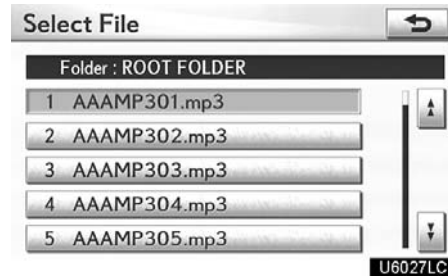 Select File
Folder : ROOT FOLDER
1 AAAMP301.mp3
2 AAAMP302.mp3
3 AAAMP303.mp3
4 AAAMP304.mp3
5 AAAMP305.mp3
U6027LC